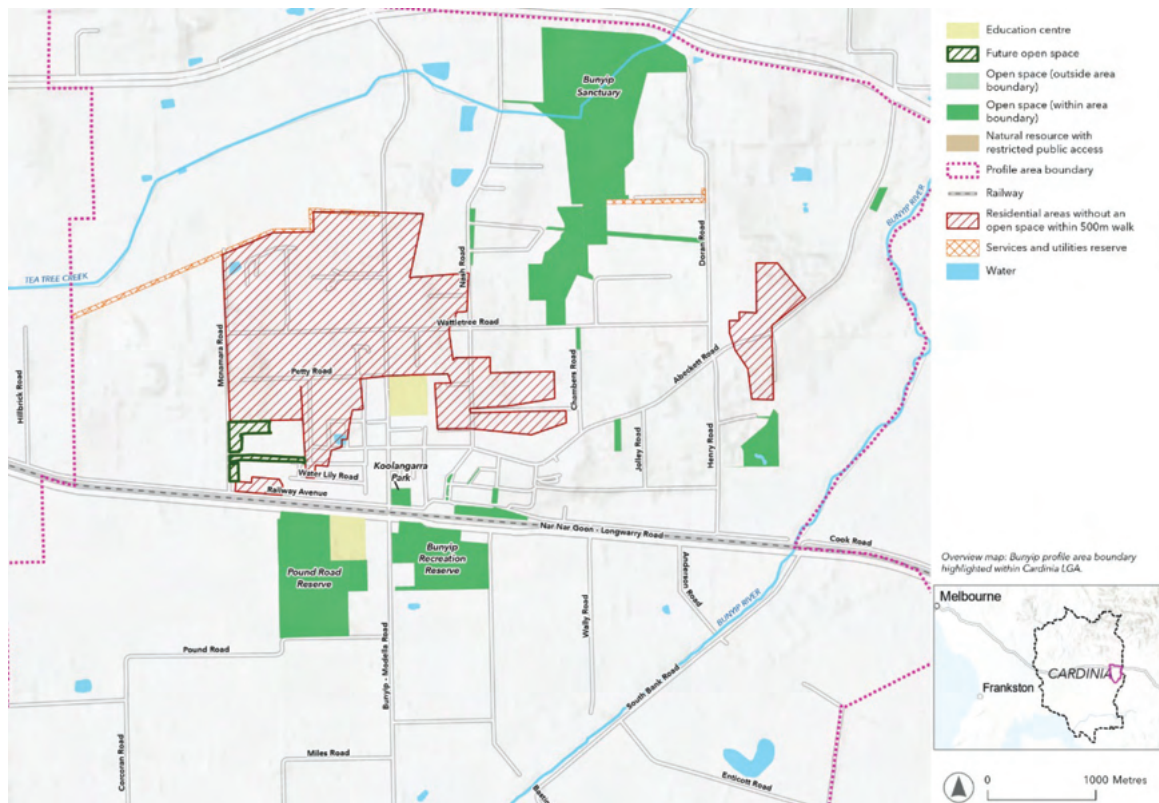 Bunyip
Sanctuary
TEA TREE CREEK
BUNYIP RIVER
Nash Road
Doran Road
Wattletree Road
Mcnamara Road
Petty Road
Hillbrick Road
Chambers Road
Abeckett Road
Jolley Road
Henry Road
Koolangarra
Park
Water Lily Road
Railway Avenue
Nar Nar Goon - Longwarry Road
Cook Road
Pound Road
Reserve
Bunyip
Recreation
Reserve
Anderson Road
Wally Road
BUNYIP RIVER
South Bank Road
Pound Road
Bunyip - Modella Road
Corcoran Road
Miles Road
Enticott Road
Education centre
Future open space
Open space (outside area
boundary)
Open space (within area
boundary)
Natural resource with
restricted public access
Profile area boundary
Railway
Residential areas without an
open space within 500m walk
Services and utilities reserve
Water
Overview map: Bunyip profile area boundary
highlighted within Cardinia LGA.
Melbourne
CARDINIA
Frankston
0 1000 Metres